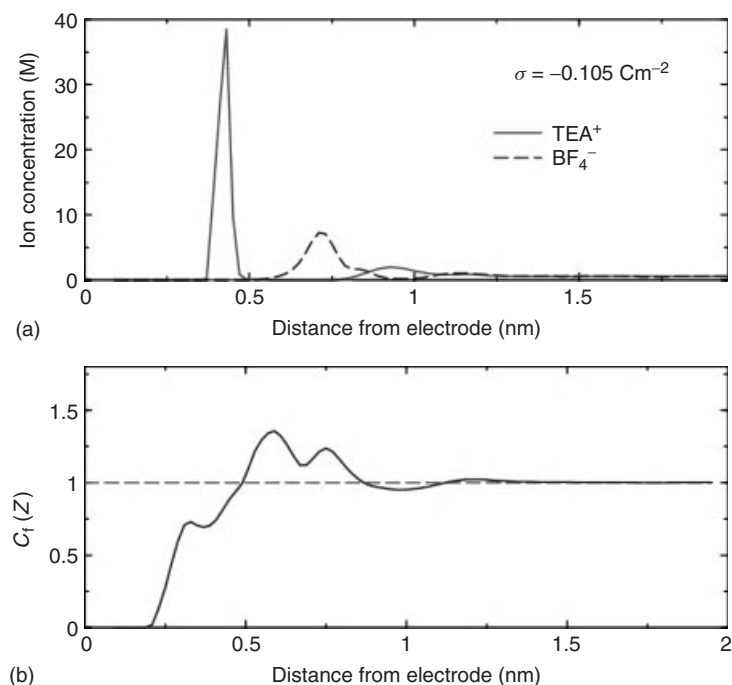 40
30
20
10
0
Ion concentration (M)
σ = −0.105 Cm⁻²
TEA⁺
BF₄⁻
0 0.5 1 1.5
(a) Distance from electrode (nm)
1.5
1
0.5
0
C_f (Z)
0 0.5 1 1.5 2
(b) Distance from electrode (nm)